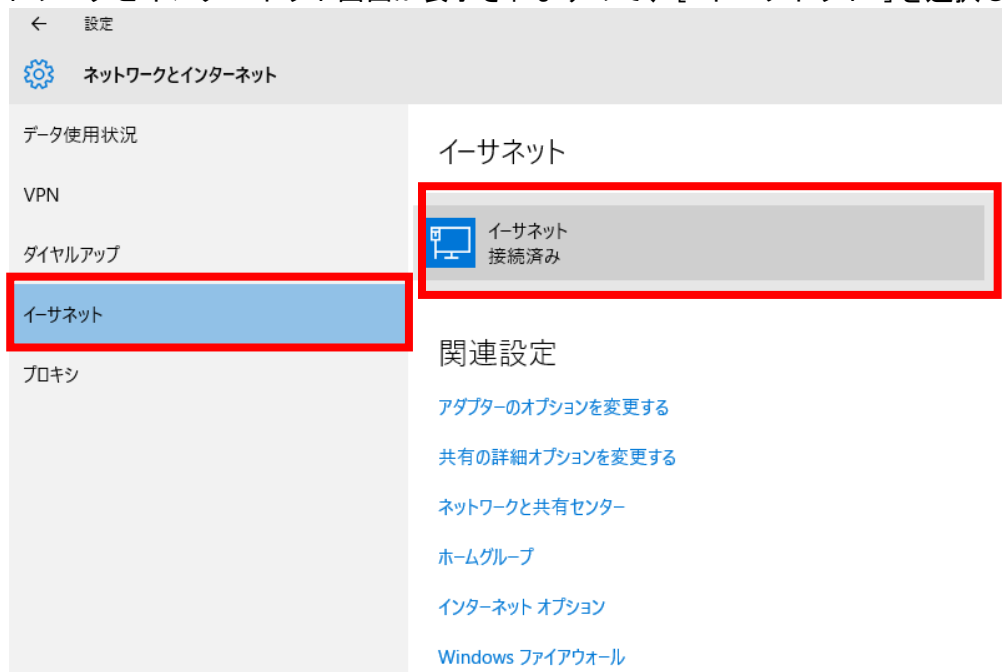 設定
ネットワークとインターネット
データ使用状況
VPN
ダイヤルアップ
イーサネット
プロキシ
イーサネット
イーサネット
接続済み
関連設定
アダプターのオプションを変更する
共有の詳細オプションを変更する
ネットワークと共有センター
ホームグループ
インターネット オプション
Windows ファイアウォール